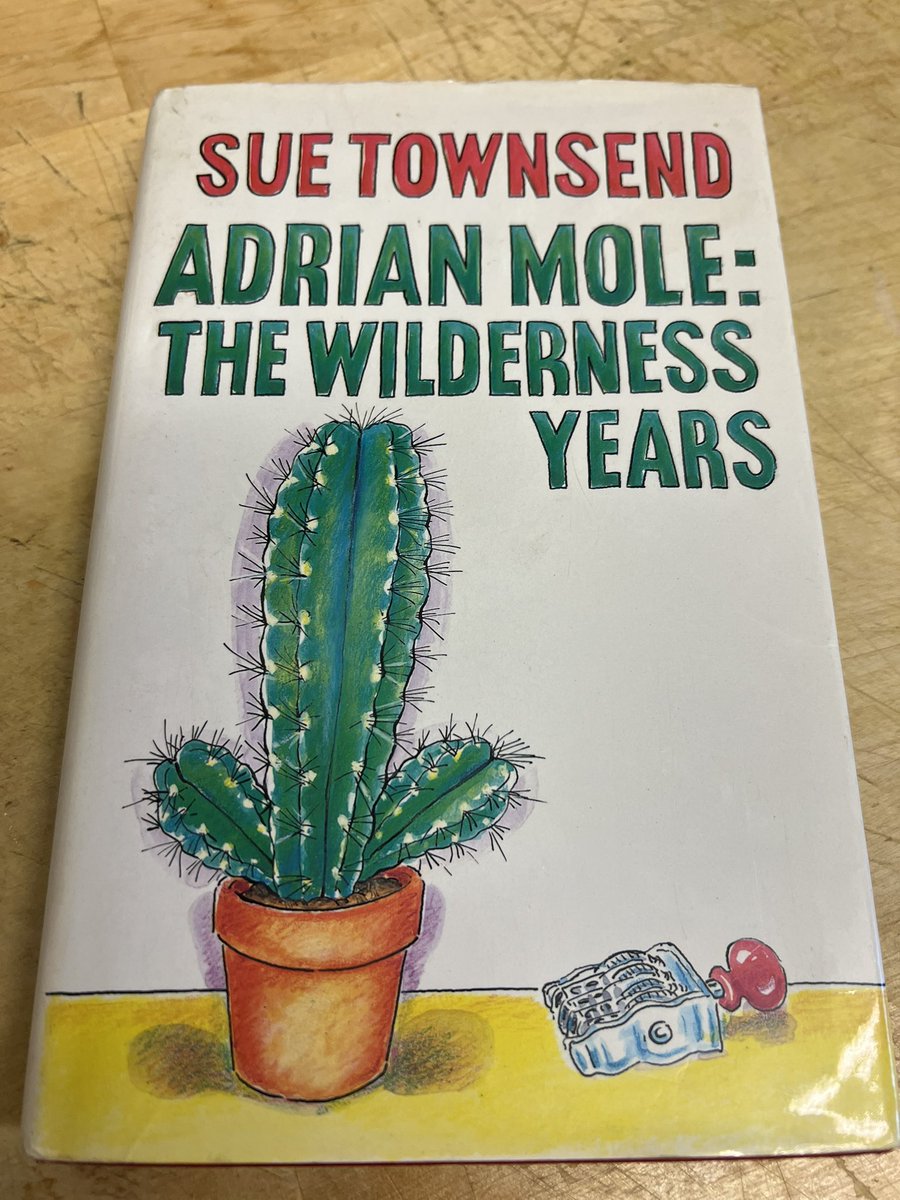 SUE TOWNSEND
ADRIAN MOLE:
THE WILDERNESS
YEARS